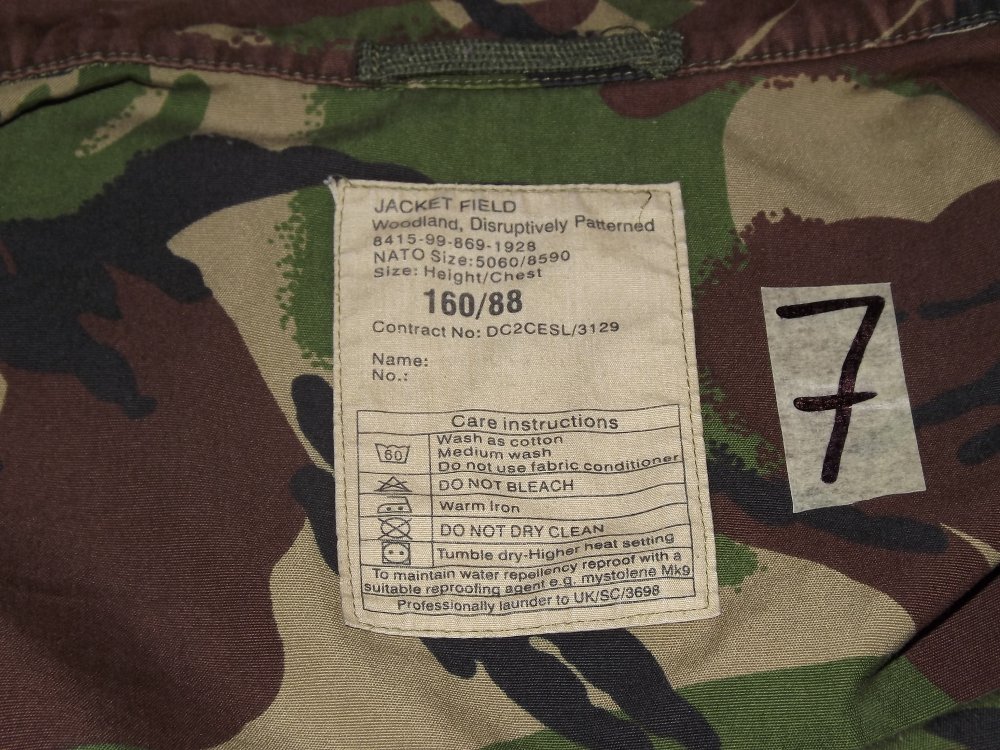 JACKET FIELD
Woodland, Disruptively Patterned
8415-99-869-1928
NATO Size:5060/8590
Size: Height/Chest
160/88
Contract No: DC2CESL/3129
Name:
No.:
Care instructions
60
Wash as cotton
Medium wash
Do not use fabric conditioner
DO NOT BLEACH
Warm Iron
DO NOT DRY CLEAN
Tumble dry-Higher heat setting
To maintain water repellency reproof with a
suitable reproofing agent e.g. mystolene Mk9
Professionally launder to UK/SC/3698
7